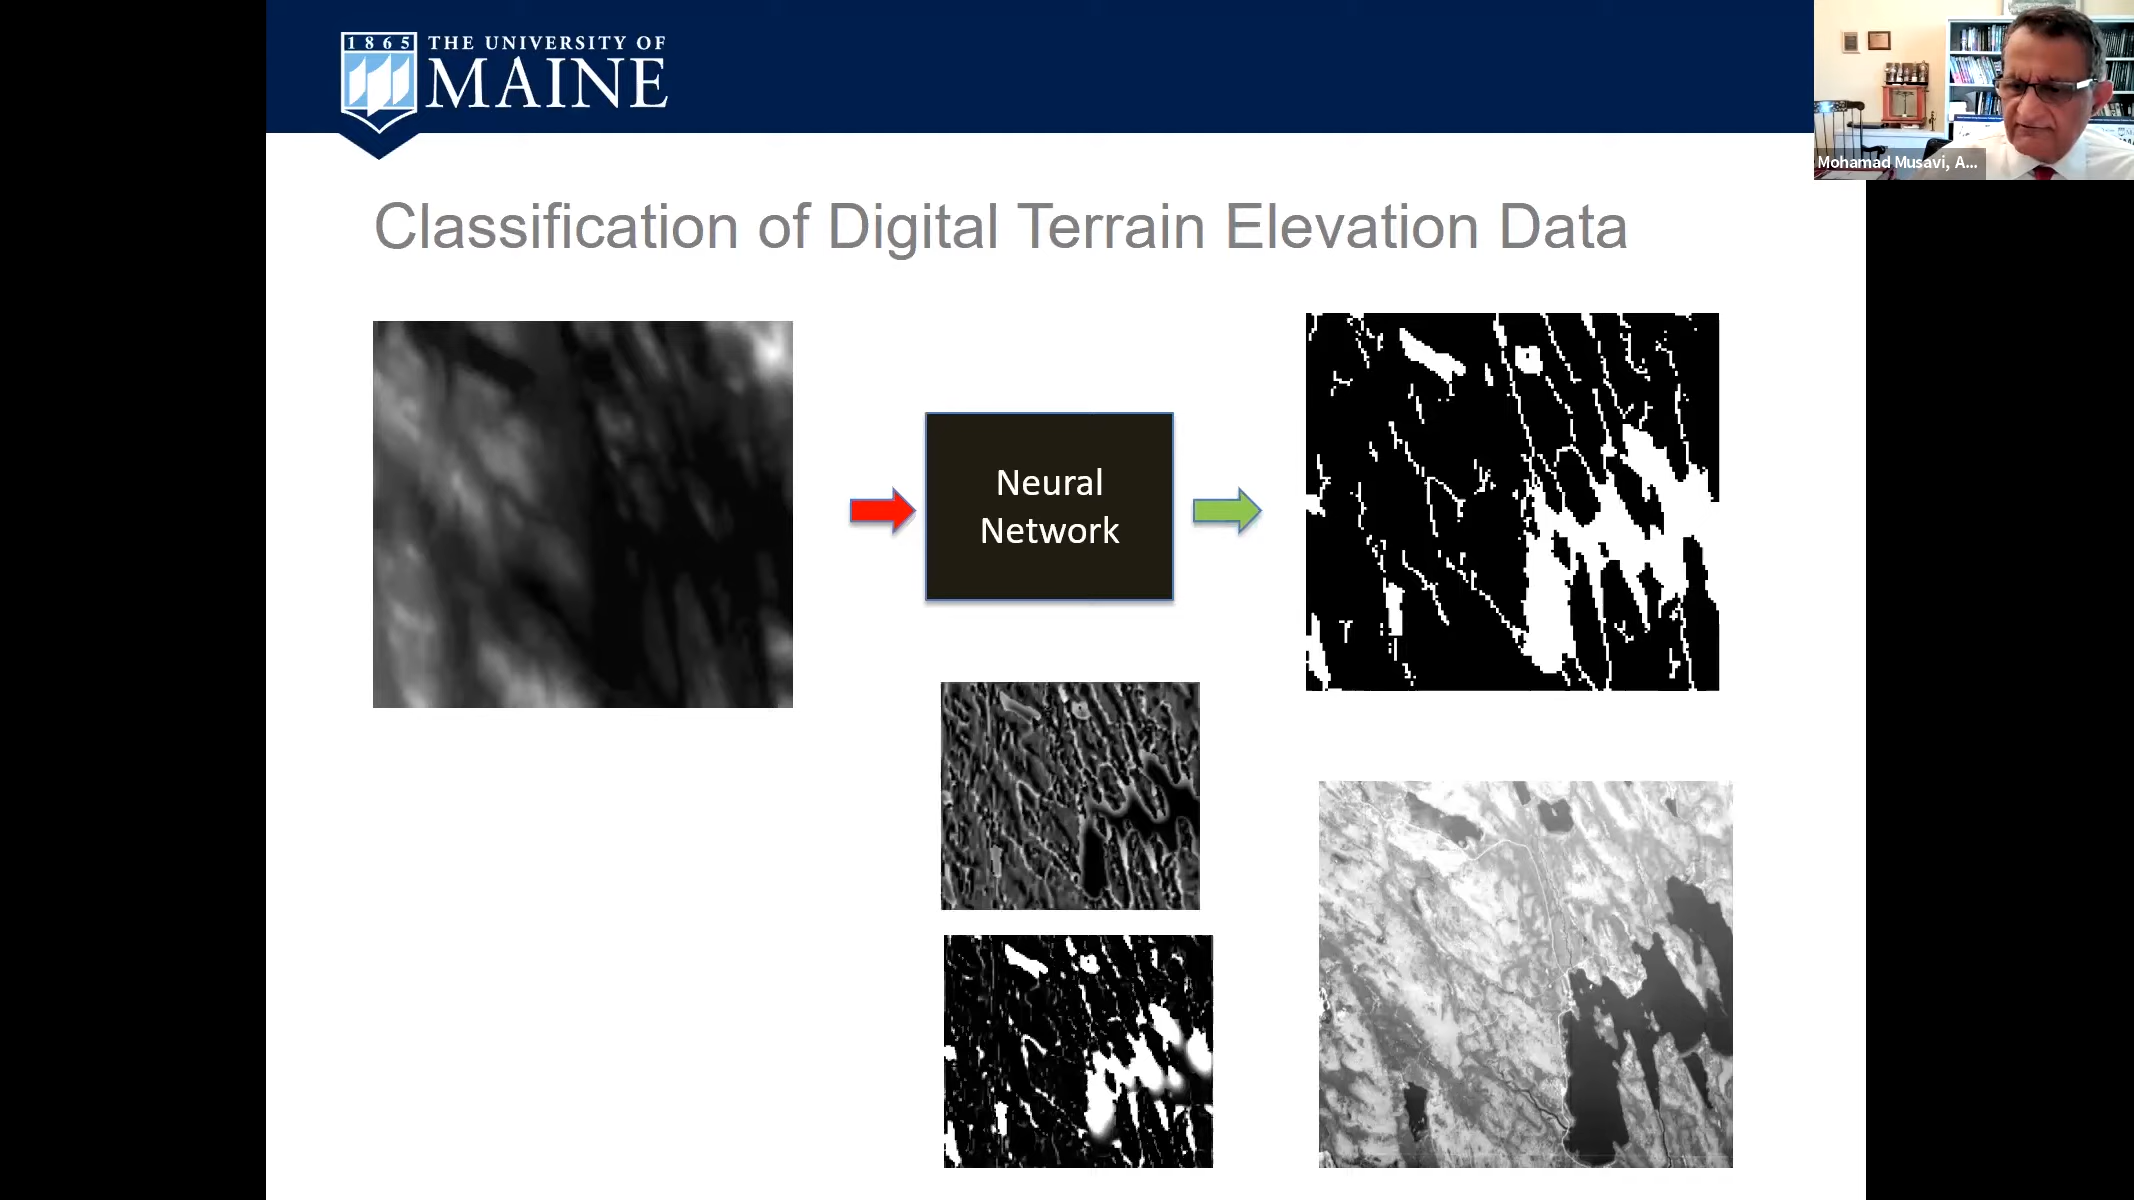 1865
THE UNIVERSITY OF
MAINE
Mohamad Musavi, A...
Classification of Digital Terrain Elevation Data
Neural
Network